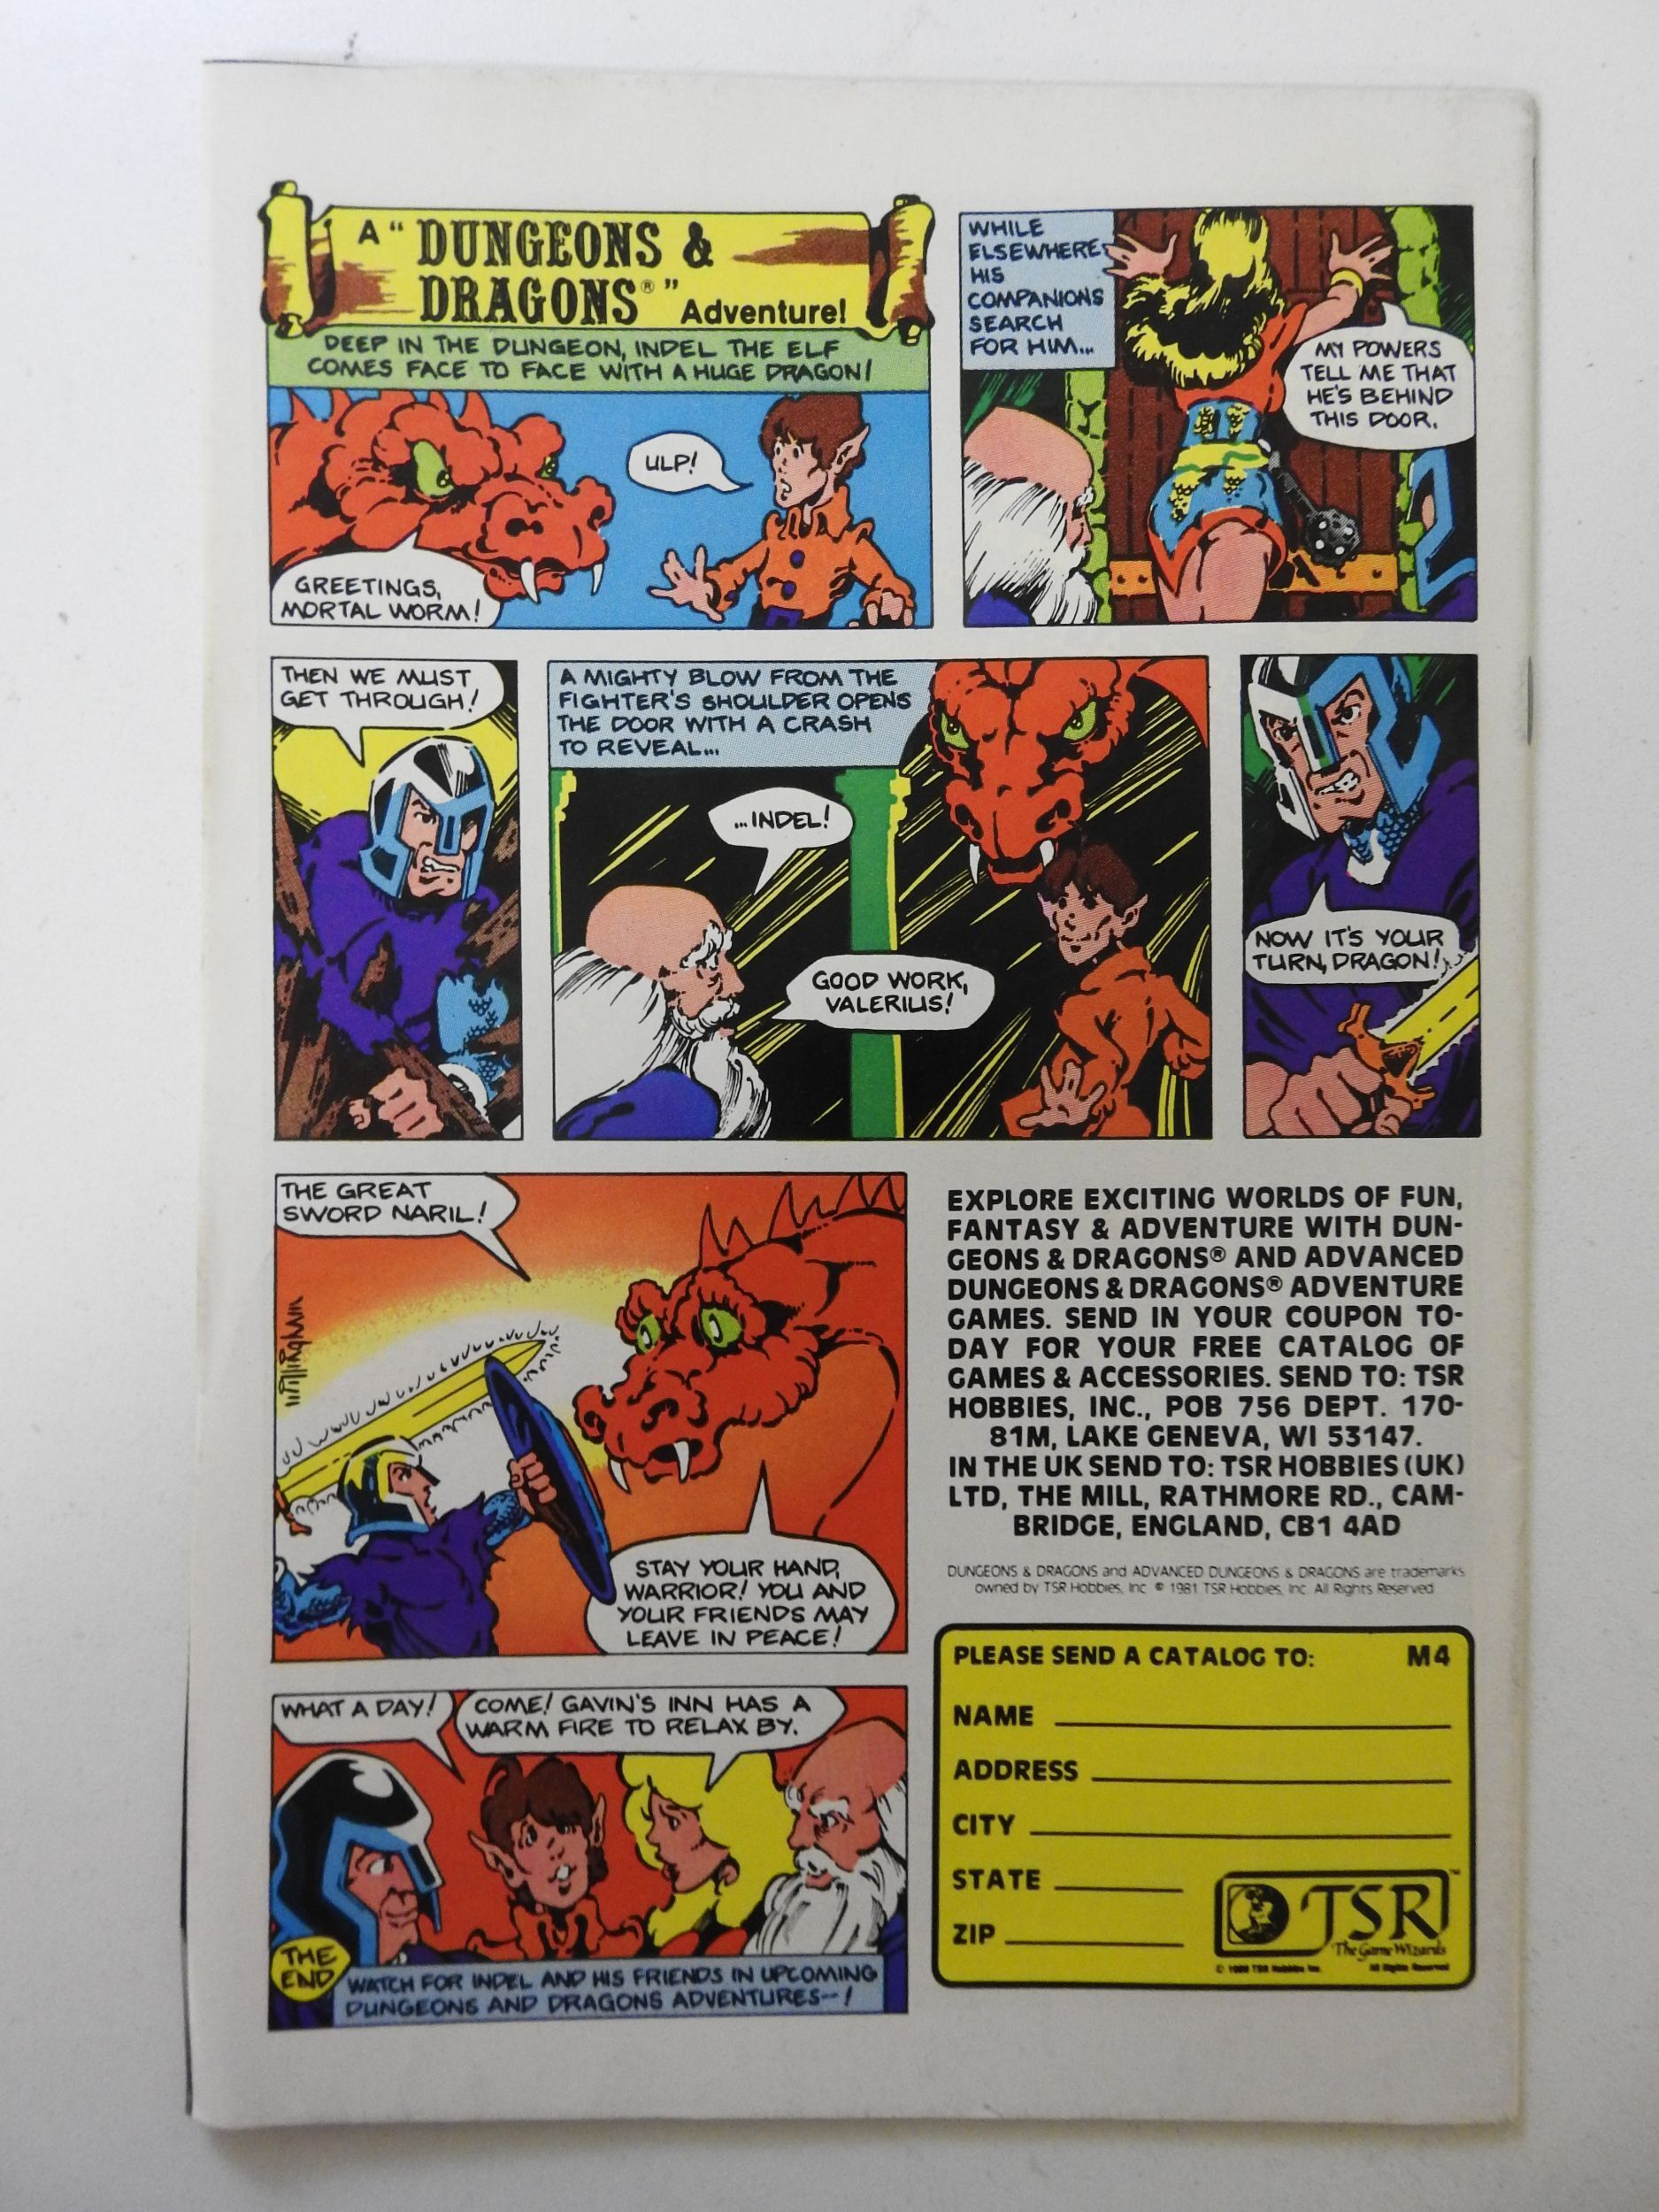 A "DUNGEONS &
DRAGONS®" Adventure!
DEEP IN THE DUNGEON, INDEL THE ELF
COMES FACE TO FACE WITH A HUGE DRAGON!
GREETINGS,
MORTAL WORM!
ULP!
WHILE
ELSEWHERE,
HIS
COMPANIONS
SEARCH
FOR HIM...
MY POWERS
TELL ME THAT
HE'S BEHIND
THIS DOOR.
THEN WE MUST
GET THROUGH!
A MIGHTY BLOW FROM THE
FIGHTER'S SHOULDER OPENS
THE DOOR WITH A CRASH
TO REVEAL...
...INDEL!
GOOD WORK,
VALERIUS!
NOW IT'S YOUR
TURN, DRAGON!
THE GREAT
SWORD NARIL!
willingham
STAY YOUR HAND,
WARRIOR! YOU AND
YOUR FRIENDS MAY
LEAVE IN PEACE!
WHAT A DAY!
COME! GAVIN'S INN HAS A
WARM FIRE TO RELAX BY.
THE
END
WATCH FOR INDEL AND HIS FRIENDS IN UPCOMING
DUNGEONS AND DRAGONS ADVENTURES--!
EXPLORE EXCITING WORLDS OF FUN,
FANTASY & ADVENTURE WITH DUN-
GEONS & DRAGONS® AND ADVANCED
DUNGEONS & DRAGONS® ADVENTURE
GAMES. SEND IN YOUR COUPON TO-
DAY FOR YOUR FREE CATALOG OF
GAMES & ACCESSORIES. SEND TO: TSR
HOBBIES, INC., POB 756 DEPT. 170-
81M, LAKE GENEVA, WI 53147.
IN THE UK SEND TO: TSR HOBBIES (UK)
LTD, THE MILL, RATHMORE RD., CAM-
BRIDGE, ENGLAND, CB1 4AD
DUNGEONS & DRAGONS and ADVANCED DUNGEONS & DRAGONS are trademarks
owned by TSR Hobbies, Inc © 1981 TSR Hobbies, Inc. All Rights Reserved
PLEASE SEND A CATALOG TO: M4
NAME
ADDRESS
CITY
STATE
ZIP
TSR™
The Game Wizards
© 1980 TSR Hobbies Inc. All Rights Reserved